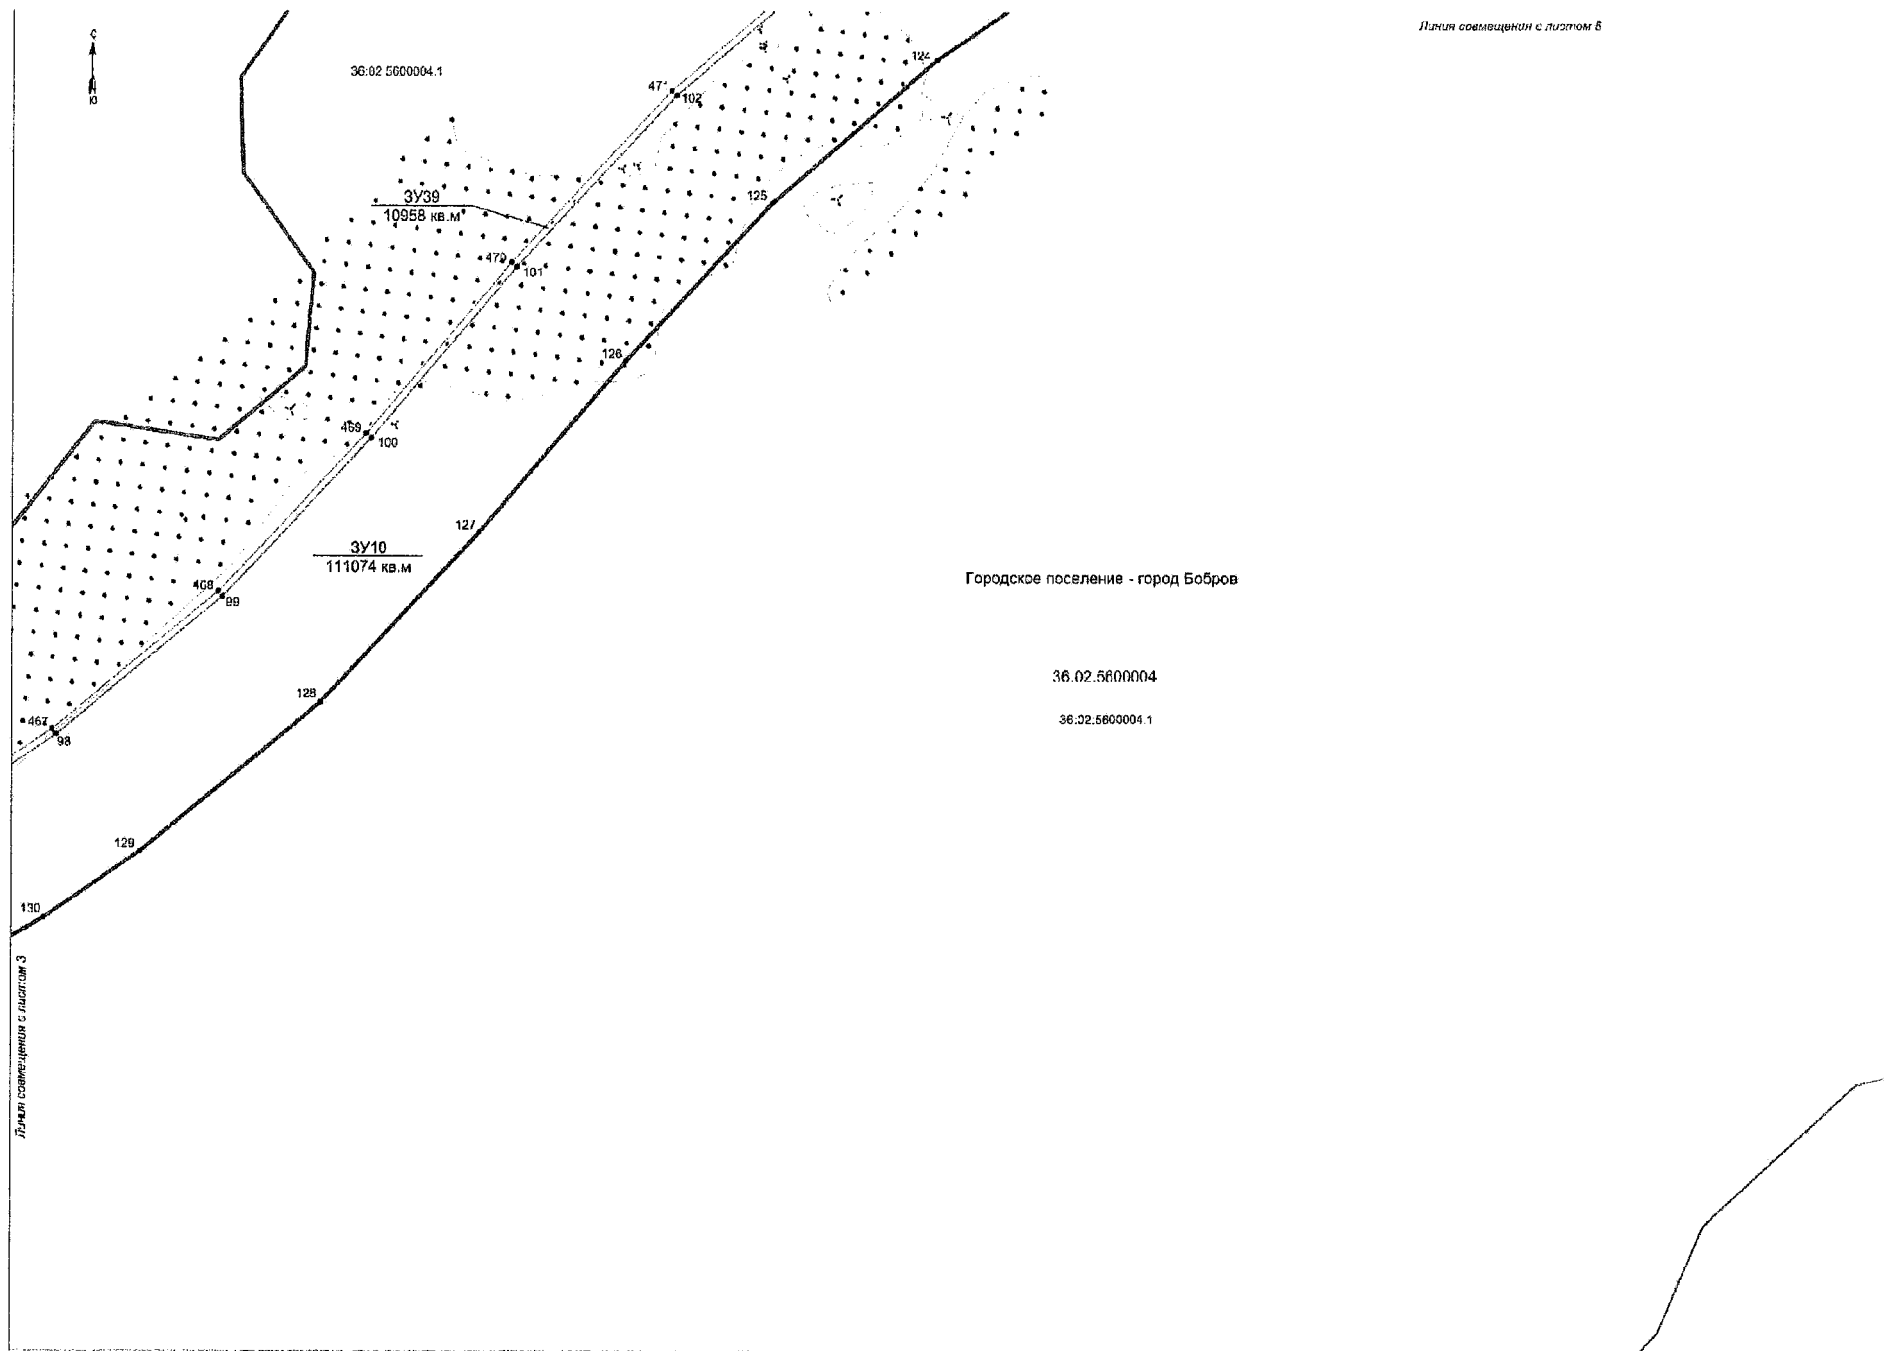 Линия совмещения с листом
С
Ю
36:02:5600004:1
124
471
102
125
ЗУ39
10958 кв.м
470
101
126
469
100
127
ЗУ10
111074 кв.м
Городское поселение - город Бобров
468
99
36:02:5600004
128
36:02:5600004:1
467
98
129
130
Линия совмещения с листом 3